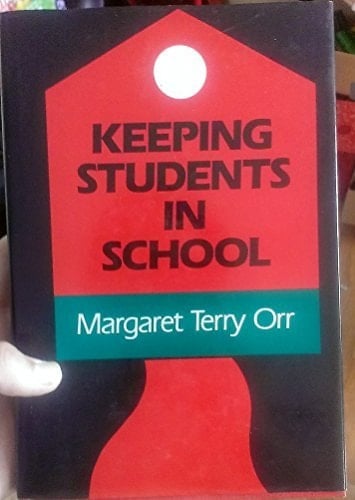 KEEPING
STUDENTS
IN
SCHOOL
Margaret Terry Orr